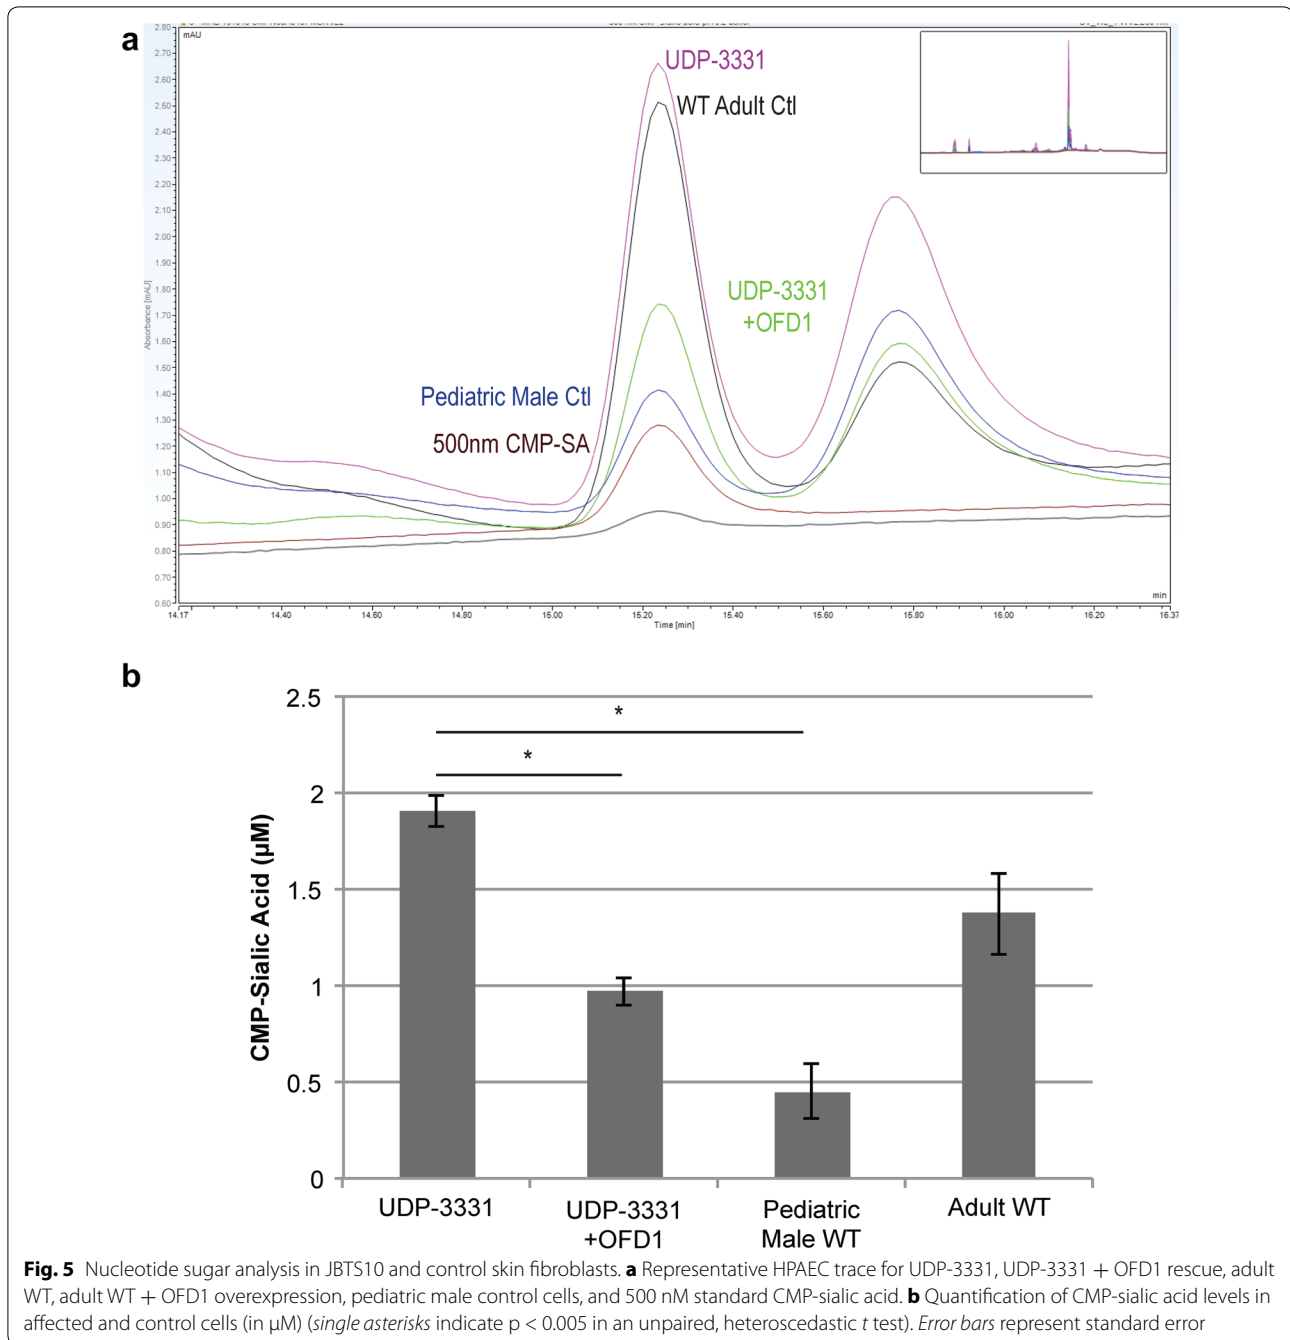 a
mAU
2.80
2.70
2.60
2.50
2.40
2.30
2.20
2.10
2.00
1.90
1.80
1.70
1.60
1.50
1.40
1.30
1.20
1.10
1.00
0.90
0.80
0.70
0.60
Absorbance [mAU]
UDP-3331
WT Adult Ctl
UDP-3331
+OFD1
Pediatric Male Ctl
500nm CMP-SA
min
14.17 14.40 14.60 14.80 15.00 15.20 15.40 15.60 15.80 16.00 16.20 16.37
Time [min]
b
CMP-Sialic Acid (µM)
2.5
2
1.5
1
0.5
0
*
*
UDP-3331 UDP-3331 Pediatric Adult WT
+OFD1 Male WT
Fig. 5 Nucleotide sugar analysis in JBTS10 and control skin fibroblasts. a Representative HPAEC trace for UDP-3331, UDP-3331 + OFD1 rescue, adult
WT, adult WT + OFD1 overexpression, pediatric male control cells, and 500 nM standard CMP-sialic acid. b Quantification of CMP-sialic acid levels in
affected and control cells (in µM) (single asterisks indicate p < 0.005 in an unpaired, heteroscedastic t test). Error bars represent standard error